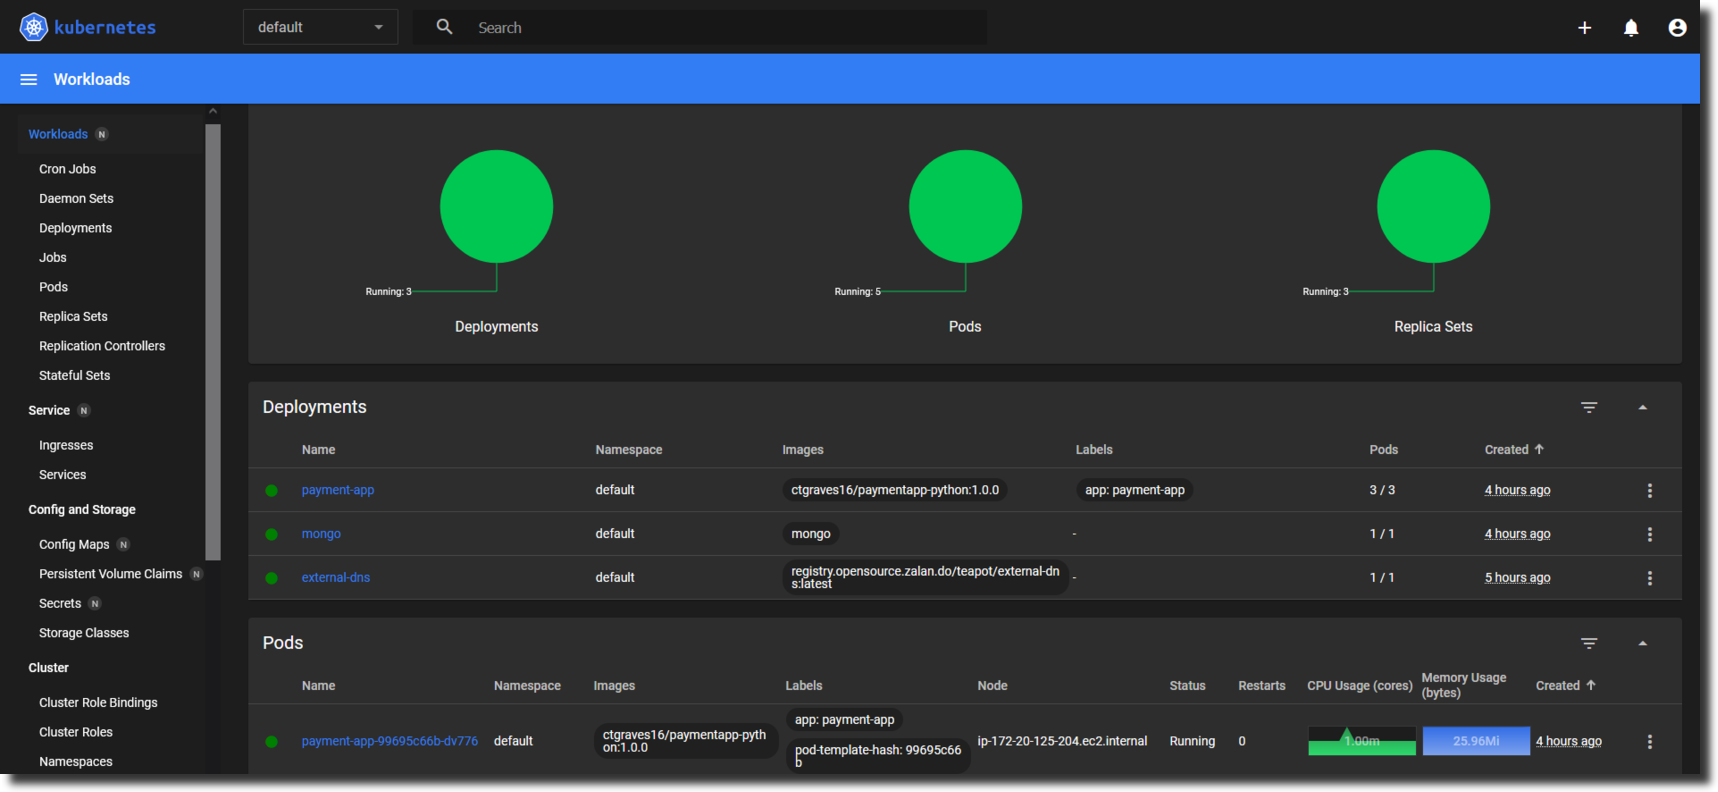 kubernetes
default
Search
Workloads
Workloads N
Cron Jobs
Daemon Sets
Deployments
Jobs
Pods
Replica Sets
Replication Controllers
Stateful Sets
Service N
Ingresses
Services
Config and Storage
Config Maps N
Persistent Volume Claims N
Secrets N
Storage Classes
Cluster
Cluster Role Bindings
Cluster Roles
Namespaces
Running: 3
Deployments
Running: 5
Pods
Running: 3
Replica Sets
Deployments
Name Namespace Images Labels Pods Created
payment-app default ctgraves16/paymentapp-python:1.0.0 app: payment-app 3 / 3 4 hours ago
mongo default mongo - 1 / 1 4 hours ago
external-dns default registry.opensource.zalan.do/teapot/external-dn - 1 / 1 5 hours ago
s:latest
Pods
Name Namespace Images Labels Node Status Restarts CPU Usage (cores) Memory Usage Created
(bytes)
app: payment-app
payment-app-99695c66b-dv776 default ctgraves16/paymentapp-pyth ip-172-20-125-204.ec2.internal Running 0 1.00m 25.96Mi 4 hours ago
on:1.0.0
pod-template-hash: 99695c66
b